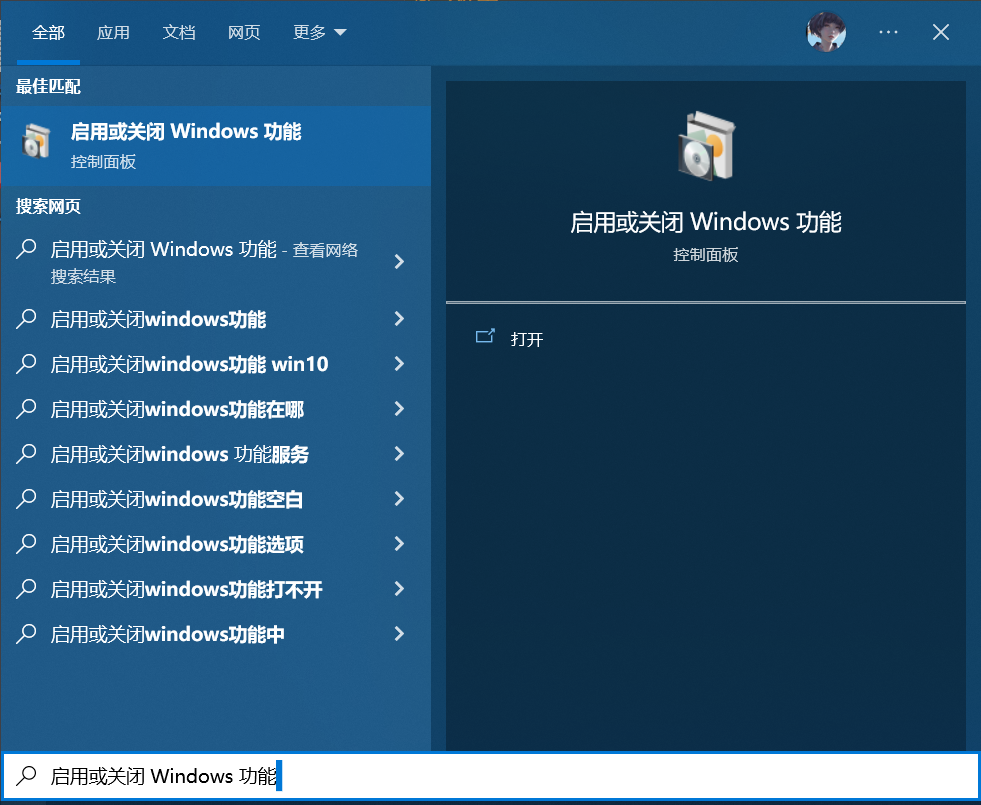 全部 应用 文档 网页 更多
最佳匹配
启用或关闭 Windows 功能
控制面板
搜索网页
启用或关闭 Windows 功能 - 查看网络
搜索结果
启用或关闭windows功能
启用或关闭windows功能 win10
启用或关闭windows功能在哪
启用或关闭windows 功能服务
启用或关闭windows功能空白
启用或关闭windows功能选项
启用或关闭windows功能打不开
启用或关闭windows功能中
启用或关闭 Windows 功能
控制面板
打开
启用或关闭 Windows 功能